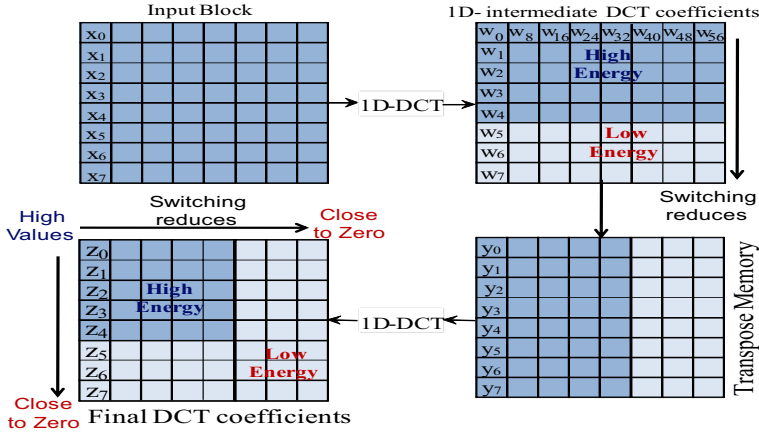 Input Block
1D- intermediate DCT coefficients
x0
x1
x2
x3
x4
x5
x6
x7
1D-DCT
w0 w8 w16 w24 w32 w40 w48 w56
w1
w2
w3
w4
w5
w6
w7
High
Energy
Low
Energy
Switching
reduces
High
Values
Switching
reduces
Close
to Zero
z0
z1
z2
z3
z4
z5
z6
z7
High
Energy
Low
Energy
Close
to Zero
Final DCT coefficients
1D-DCT
y0
y1
y2
y3
y4
y5
y6
y7
Transpose Memory